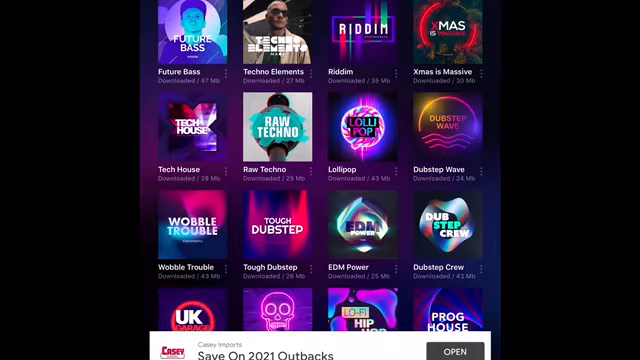 FUTURE
BASS
TECHNO
ELEMENTS
RIDDIM
XMAS
IS MASSIVE
Future Bass
Techno Elements
Riddim
Xmas is Massive
Downloaded / 47 Mb
Downloaded / 27 Mb
Downloaded / 35 Mb
Downloaded / 30 Mb
TECH
HOUSE
RAW
TECHNO
LOLLI
POP
DUBSTEP
WAVE
Tech House
Raw Techno
Lollipop
Dubstep Wave
Downloaded / 28 Mb
Downloaded / 29 Mb
Downloaded / 43 Mb
Downloaded / 24 Mb
WOBBLE
TROUBLE
TOUGH
DUBSTEP
EDM
POWER
DUB
STEP
CREW
Wobble Trouble
Tough Dubstep
EDM Power
Dubstep Crew
Downloaded / 43 Mb
Downloaded / 26 Mb
Downloaded / 25 Mb
Downloaded / 43 Mb
UK
GARAGE
LO-FI
HIP
HOP
PROG
HOUSE
CASEY
Casey Imports
Save On 2021 Outbacks
OPEN